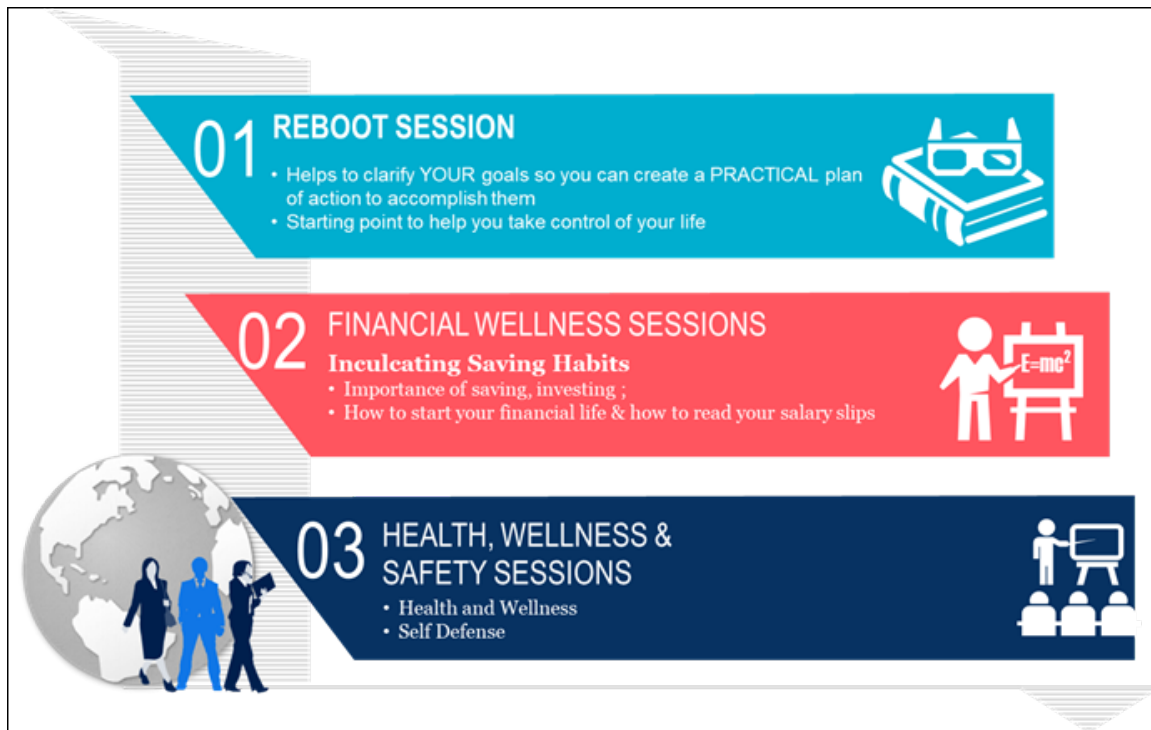 01
REBOOT SESSION
• Helps to clarify YOUR goals so you can create a PRACTICAL plan
of action to accomplish them
• Starting point to help you take control of your life
02
FINANCIAL WELLNESS SESSIONS
Inculcating Saving Habits
• Importance of saving, investing ;
• How to start your financial life & how to read your salary slips
E=mc²
03
HEALTH, WELLNESS &
SAFETY SESSIONS
• Health and Wellness
• Self Defense